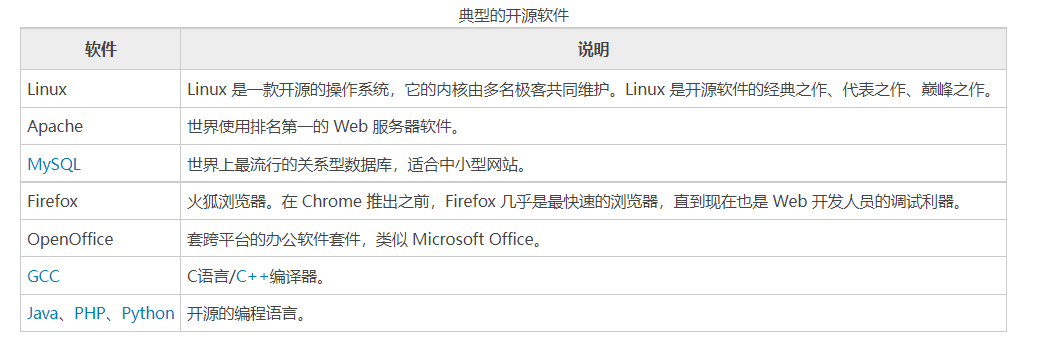 典型的开源软件
软件 说明
Linux Linux 是一款开源的操作系统，它的内核由多名极客共同维护。Linux 是开源软件的经典之作、代表之作、巅峰之作。
Apache 世界使用排名第一的 Web 服务器软件。
MySQL 世界上最流行的关系型数据库，适合中小型网站。
Firefox 火狐浏览器。在 Chrome 推出之前，Firefox 几乎是最快速的浏览器，直到现在也是 Web 开发人员的调试利器。
OpenOffice 套跨平台的办公软件套件，类似 Microsoft Office。
GCC C语言/C++编译器。
Java、PHP、Python 开源的编程语言。